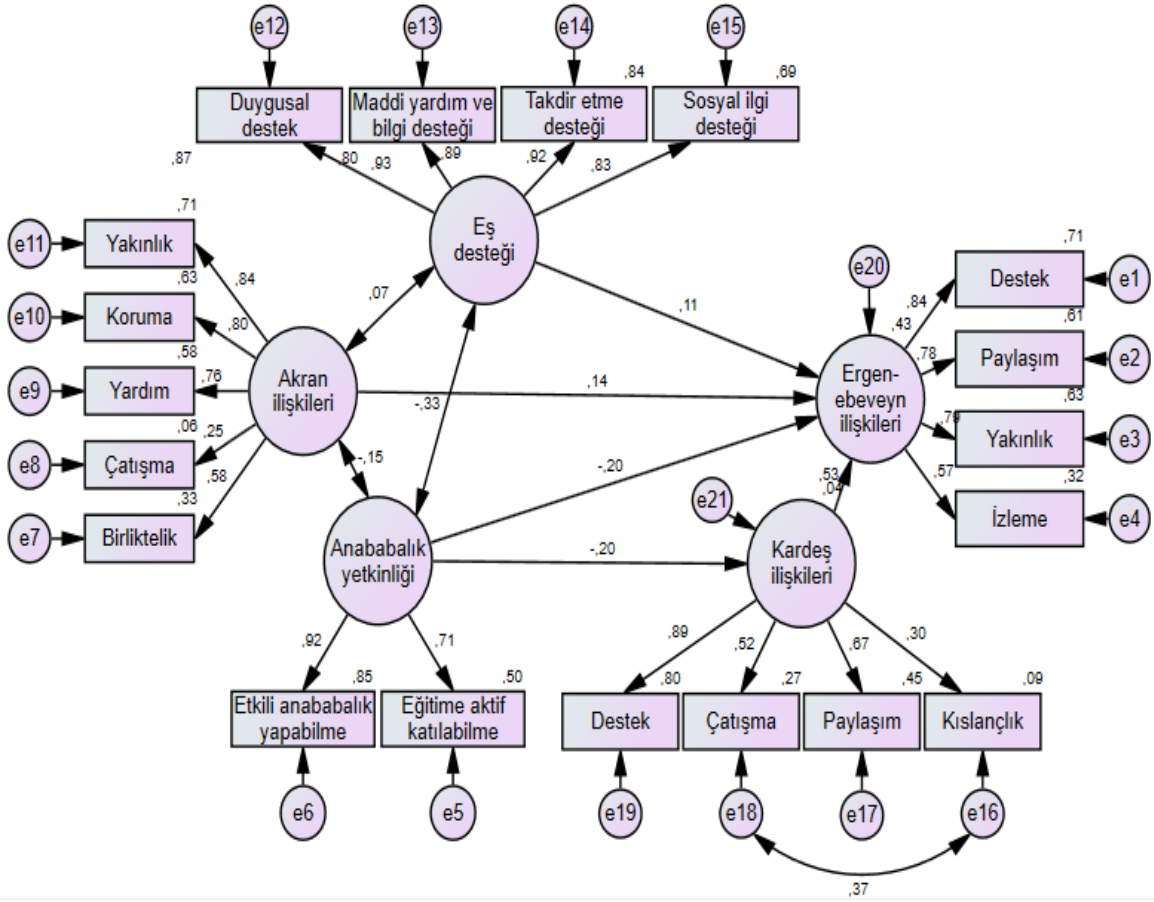 e12
e13
e14
e15
,84
,69
Duygusal
destek
Maddi yardım ve
bilgi desteği
Takdir etme
desteği
Sosyal ilgi
desteği
,87
,80
,93
,89
,92
,83
Eş
desteği
,71
e11
Yakınlık
,84
,63
e10
Koruma
,80
,58
e9
Yardım
,76
,06
e8
Çatışma
,25
,58
,33
e7
Birliktelik
Akran
ilişkileri
,07
,11
,14
-,33
-,15
-,20
-,20
e20
,43
Ergen-
ebeveyn
ilişkileri
,71
,84
Destek
e1
,61
,78
Paylaşım
e2
,63
,79
Yakınlık
e3
,32
,57
İzleme
e4
,53
,04
e21
Anababalık
yetkinliği
Kardeş
ilişkileri
,92
,71
,85
,50
Etkili anababalık
yapabilme
Eğitime aktif
katılabilme
e6
e5
,89
,52
,67
,30
,80
,27
,45
,09
Destek
Çatışma
Paylaşım
Kıslançlık
e19
e18
e17
e16
,37